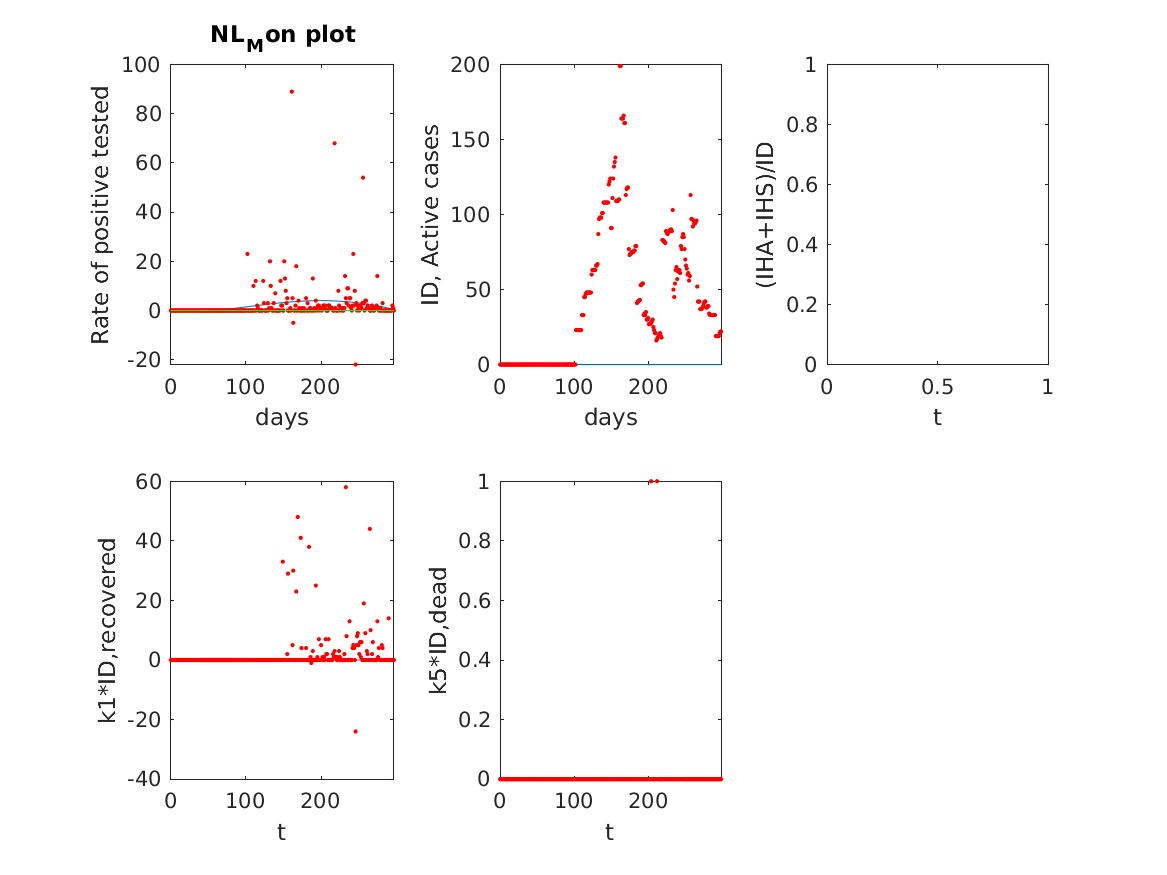 NL_Mon plot
100
80
60
40
20
0
-20
Rate of positive tested
0 100 200
days
200
150
100
50
0
ID, Active cases
0 100 200
days
1
0.8
0.6
0.4
0.2
0
(IHA+IHS)/ID
0 0.5 1
t
60
40
20
0
-20
-40
k1*ID,recovered
0 100 200
t
1
0.8
0.6
0.4
0.2
0
k5*ID,dead
0 100 200
t